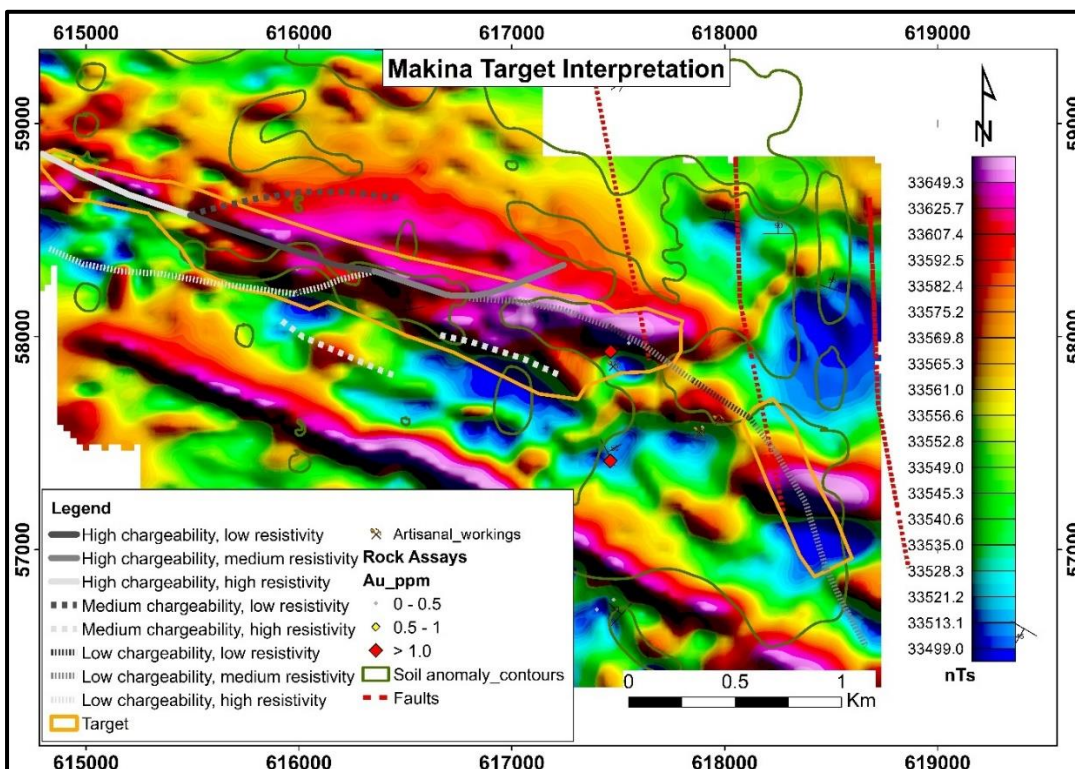 615000 616000 617000 618000 619000
Makina Target Interpretation
59000
58000
57000
59000
58000
57000
N
33649.3
33625.7
33607.4
33592.5
33582.4
33575.2
33569.8
33565.3
33561.0
33556.6
33552.8
33549.0
33545.3
33540.6
33535.0
33528.3
33521.2
33513.1
33499.0
nTs
Legend
High chargeability, low resistivity
High chargeability, medium resistivity
High chargeability, high resistivity
Medium chargeability, low resistivity
Medium chargeability, high resistivity
Low chargeability, low resistivity
Low chargeability, medium resistivity
Low chargeability, high resistivity
Target
Artisanal_workings
Rock Assays
Au_ppm
0 - 0.5
0.5 - 1
> 1.0
Soil anomaly_contours
Faults
0 0.5 1
Km
615000 616000 617000 618000 619000